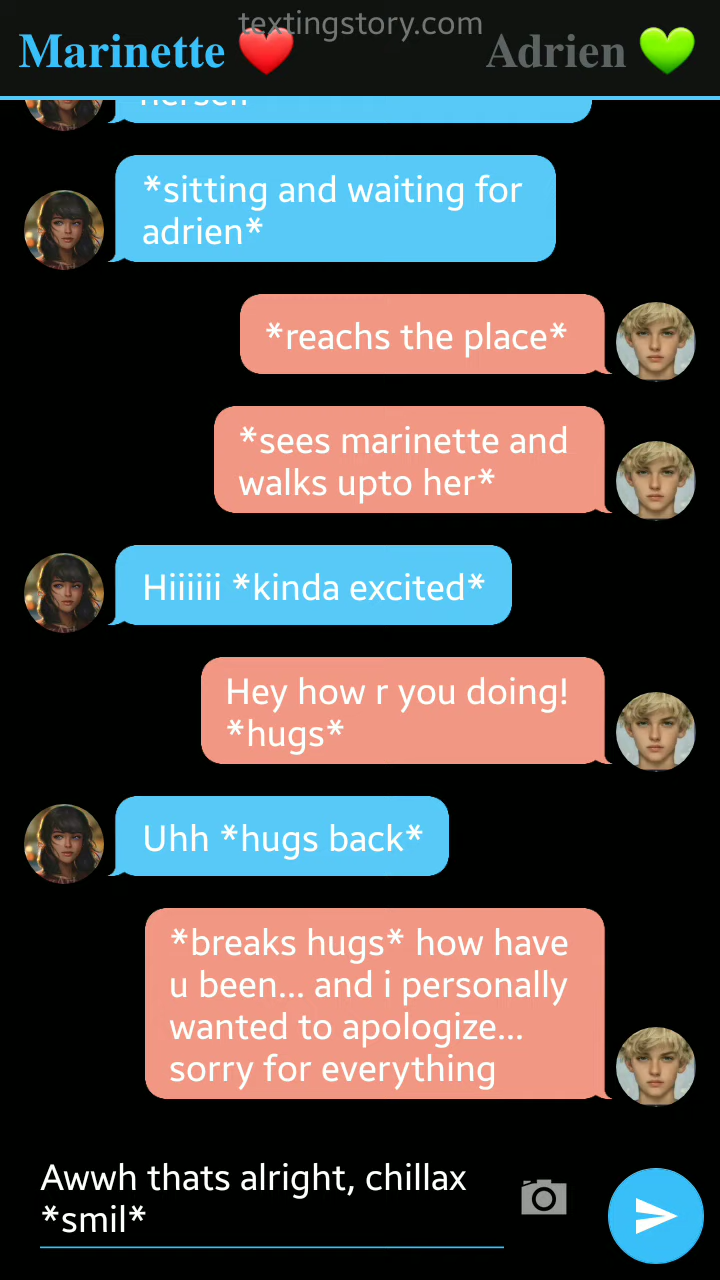 textingstory.com
Marinette ❤️ Adrien 💚
herself
*sitting and waiting for
adrien*
*reachs the place*
*sees marinette and
walks upto her*
Hiiiiii *kinda excited*
Hey how r you doing!
*hugs*
Uhh *hugs back*
*breaks hugs* how have
u been... and i personally
wanted to apologize...
sorry for everything
Awwh thats alright, chillax
*smil*